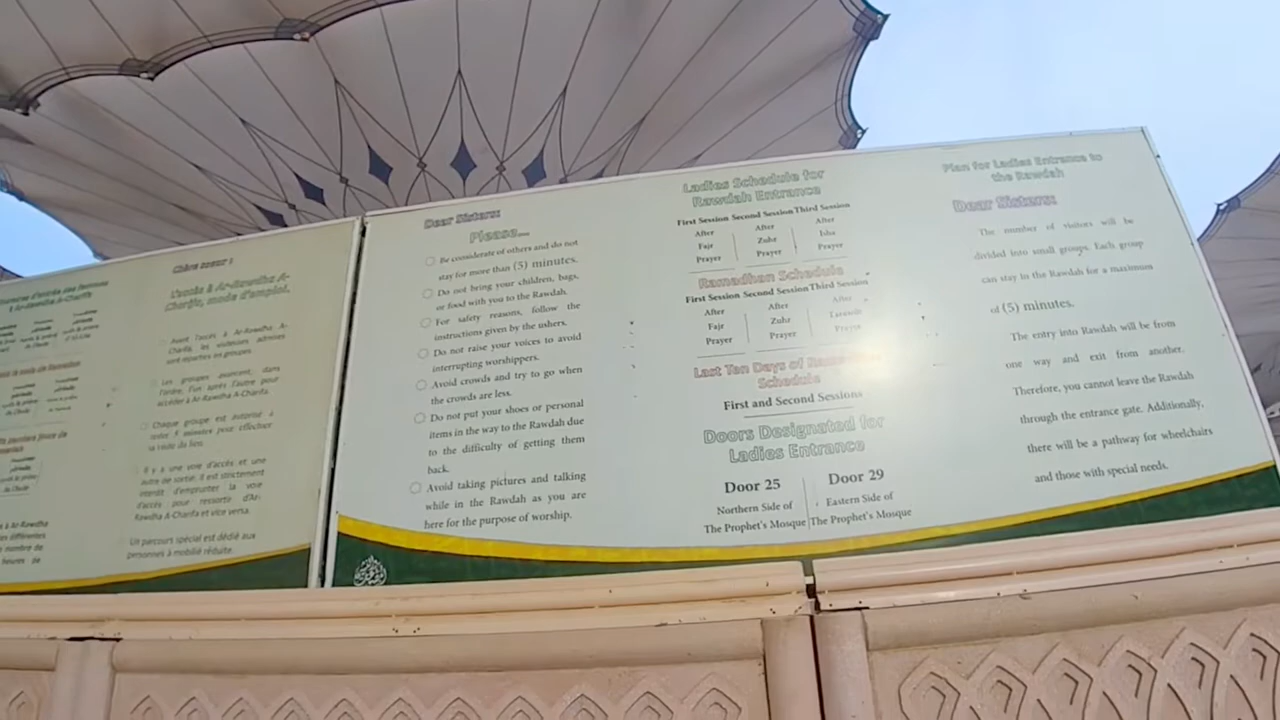 Chère soeur :
L'accès à Ar-Rawdha A-
Charifa, mode d'emploi.
Avant l'accès à Ar-Rawdha A-
Charifa, les visiteuses admises
sont réparties en groupes.
Les groupes avancent, dans
l'ordre, l'un après l'autre pour
accéder à Ar-Rawdha A-Charifa.
Chaque groupe est autorisé à
rester 5 minutes pour effectuer
sa visite du lieu.
Il y a une voie d'accès et une
autre de sortie. Il est strictement
interdit d'emprunter la voie
d'accès pour ressortir d'Ar-
Rawdha A-Charifa et vice versa.
Un parcours spécial est dédié aux
personnes à mobilité réduite.
Dear Sisters:
Please...
Be considerate of others and do not
stay for more than (5) minutes.
Do not bring your children, bags,
or food with you to the Rawdah.
For safety reasons, follow the
instructions given by the ushers.
Do not raise your voices to avoid
interrupting worshippers.
Avoid crowds and try to go when
the crowds are less.
Do not put your shoes or personal
items in the way to the Rawdah due
to the difficulty of getting them
back.
Avoid taking pictures and talking
while in the Rawdah as you are
here for the purpose of worship.
Ladies Schedule for
Rawdah Entrance
First Session Second Session Third Session
After After After
Fajr Zuhr Isha
Prayer Prayer Prayer
Ramadhan Schedule
First Session Second Session Third Session
After After After
Fajr Zuhr Tarawih
Prayer Prayer Prayer
Last Ten Days of Ramadhan
Schedule
First and Second Sessions
Doors Designated for
Ladies Entrance
Door 25 Door 29
Northern Side of Eastern Side of
The Prophet's Mosque The Prophet's Mosque
Plan for Ladies Entrance to
the Rawdah
Dear Sisters:
The number of visitors will be
divided into small groups. Each group
can stay in the Rawdah for a maximum
of (5) minutes.
The entry into Rawdah will be from
one way and exit from another.
Therefore, you cannot leave the Rawdah
through the entrance gate. Additionally,
there will be a pathway for wheelchairs
and those with special needs.